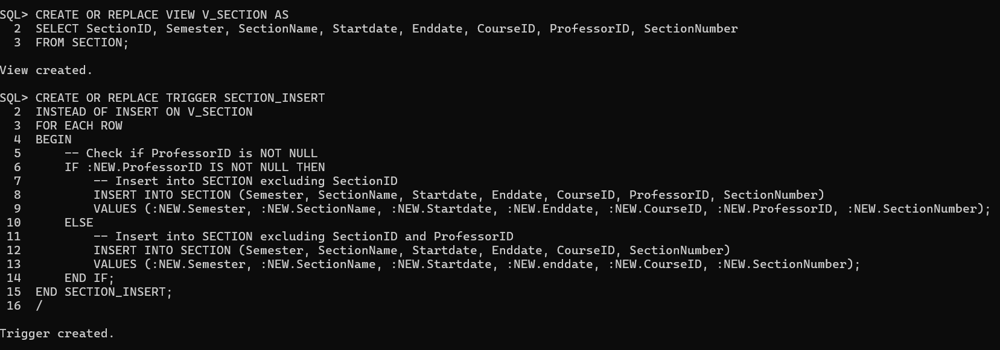 SQL> CREATE OR REPLACE VIEW V_SECTION AS
  2  SELECT SectionID, Semester, SectionName, Startdate, Enddate, CourseID, ProfessorID, SectionNumber
  3  FROM SECTION;
View created.
SQL> CREATE OR REPLACE TRIGGER SECTION_INSERT
  2  INSTEAD OF INSERT ON V_SECTION
  3  FOR EACH ROW
  4  BEGIN
  5      -- Check if ProfessorID is NOT NULL
  6      IF :NEW.ProfessorID IS NOT NULL THEN
  7          -- Insert into SECTION excluding SectionID
  8          INSERT INTO SECTION (Semester, SectionName, Startdate, Enddate, CourseID, ProfessorID, SectionNumber)
  9          VALUES (:NEW.Semester, :NEW.SectionName, :NEW.Startdate, :NEW.Enddate, :NEW.CourseID, :NEW.ProfessorID, :NEW.SectionNumber);
 10      ELSE
 11          -- Insert into SECTION excluding SectionID and ProfessorID
 12          INSERT INTO SECTION (Semester, SectionName, Startdate, Enddate, CourseID, SectionNumber)
 13          VALUES (:NEW.Semester, :NEW.SectionName, :NEW.Startdate, :NEW.enddate, :NEW.CourseID, :NEW.SectionNumber);
 14      END IF;
 15  END SECTION_INSERT;
 16  /
Trigger created.